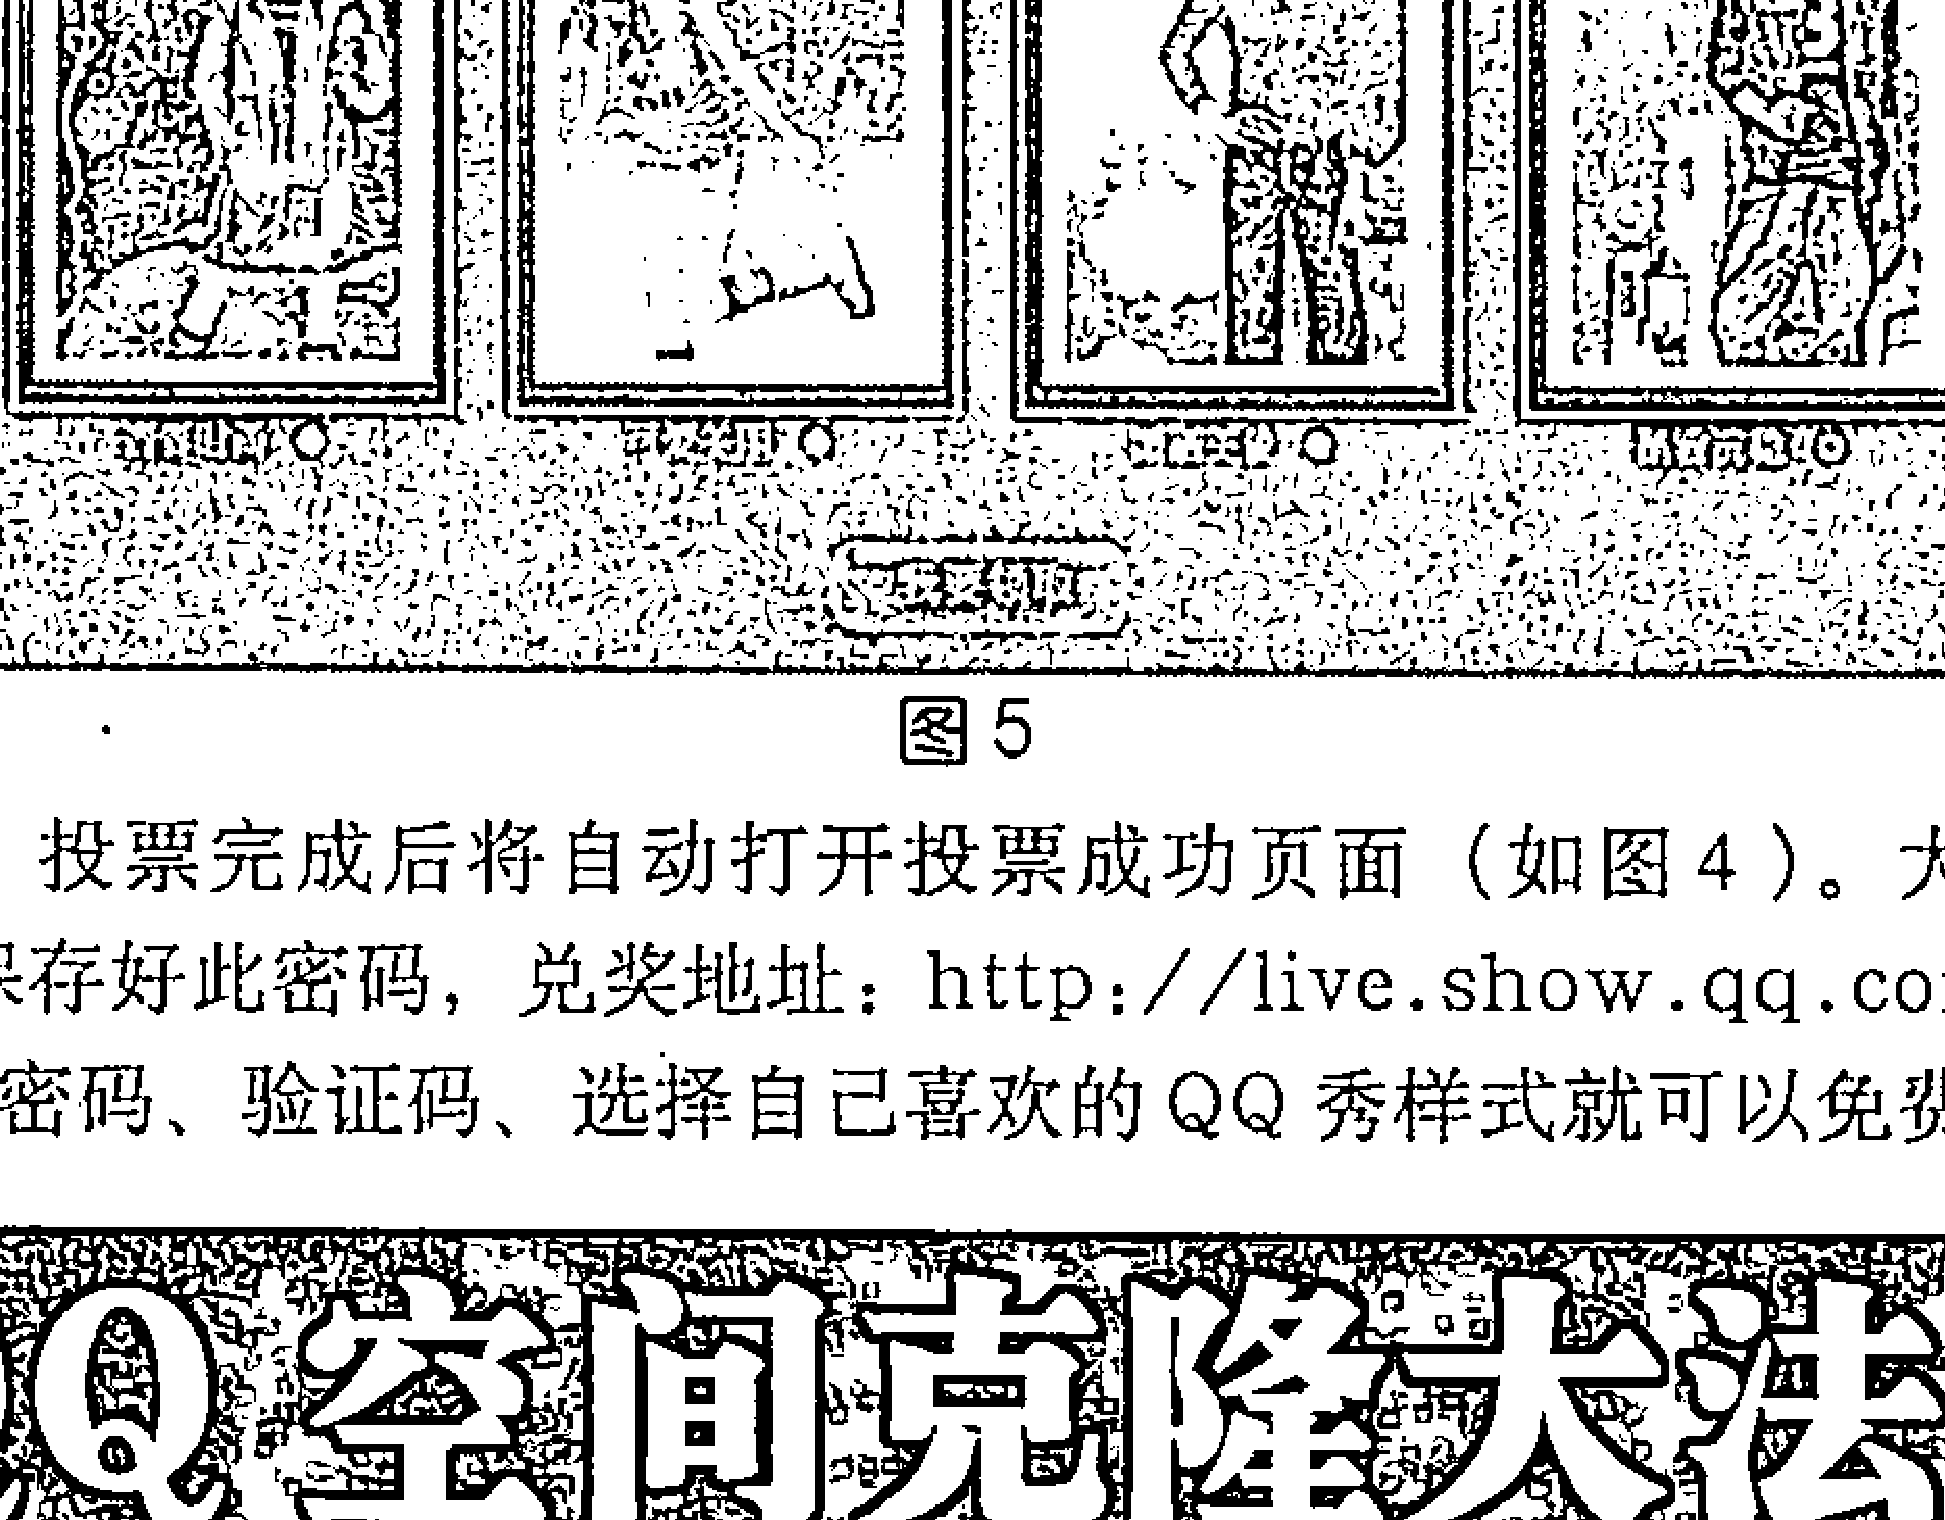 图5
投票完成后将自动打开投票成功页面（如图4）。大
保存好此密码，兑奖地址：http://live.show.qq.co
密码、验证码、选择自己喜欢的QQ秀样式就可以免费
Q空间克隆大法